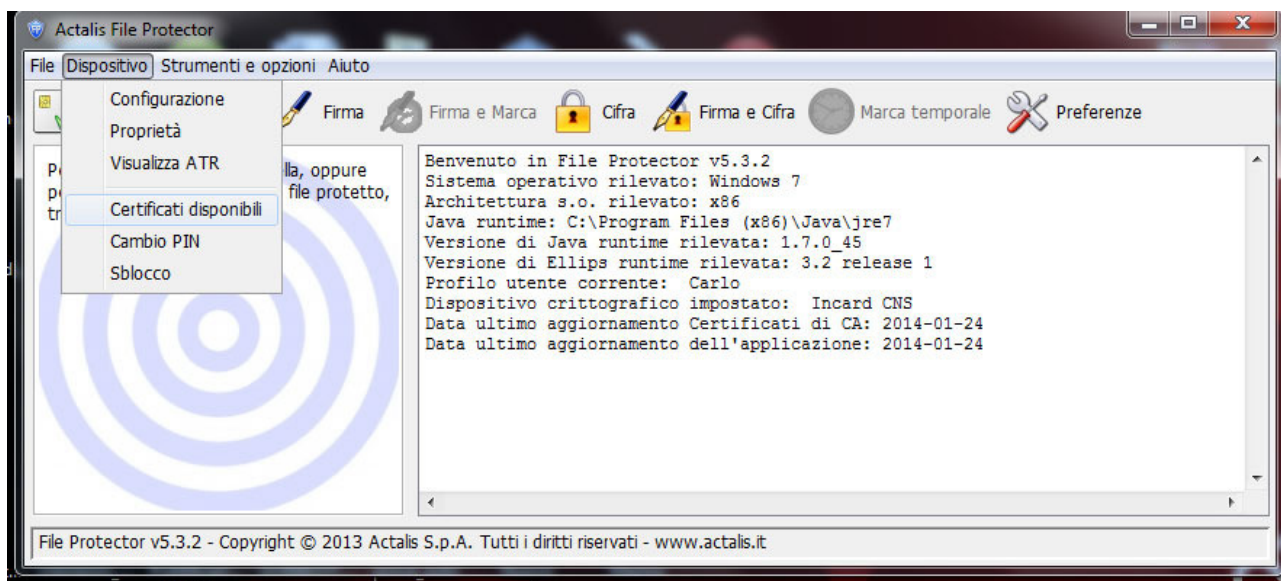 Actalis File Protector
File Dispositivo Strumenti e opzioni Aiuto
Firma Firma e Marca Cifra Firma e Cifra Marca temporale Preferenze
Configurazione
Proprietà
Visualizza ATR
Certificati disponibili
Cambio PIN
Sblocco
oppure
file protetto,
Benvenuto in File Protector v5.3.2
Sistema operativo rilevato: Windows 7
Architettura s.o. rilevato: x86
Java runtime: C:\Program Files (x86)\Java\jre7
Versione di Java runtime rilevata: 1.7.0_45
Versione di Ellips runtime rilevata: 3.2 release 1
Profilo utente corrente: Carlo
Dispositivo crittografico impostato: Incard CNS
Data ultimo aggiornamento Certificati di CA: 2014-01-24
Data ultimo aggiornamento dell'applicazione: 2014-01-24
File Protector v5.3.2 - Copyright © 2013 Actalis S.p.A. Tutti i diritti riservati - www.actalis.it